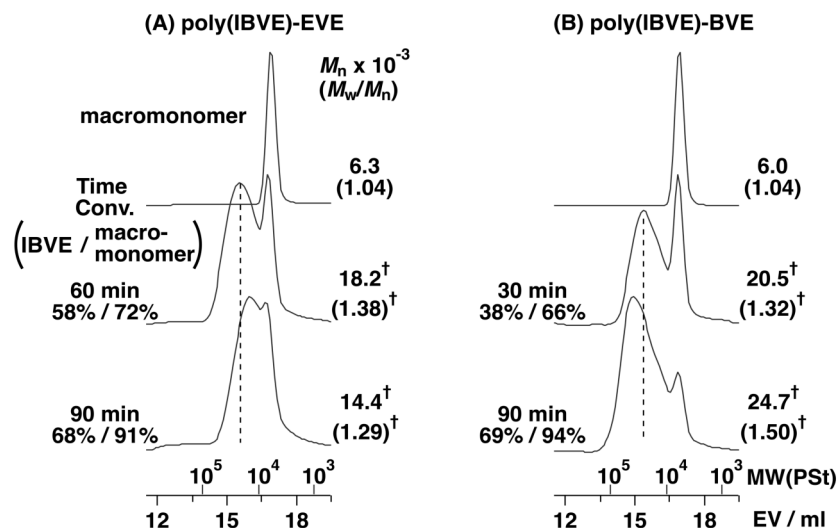 (A) poly(IBVE)-EVE
Mn x 10-3
(Mw/Mn)
macromonomer
6.3
(1.04)
Time
Conv.
(IBVE / macro-
monomer)
60 min
58% / 72%
18.2†
(1.38)†
90 min
68% / 91%
14.4†
(1.29)†
105 104 103
12 15 18
(B) poly(IBVE)-BVE
6.0
(1.04)
30 min
38% / 66%
20.5†
(1.32)†
90 min
69% / 94%
24.7†
(1.50)†
105 104 103 MW(PSt)
12 15 18 EV / ml